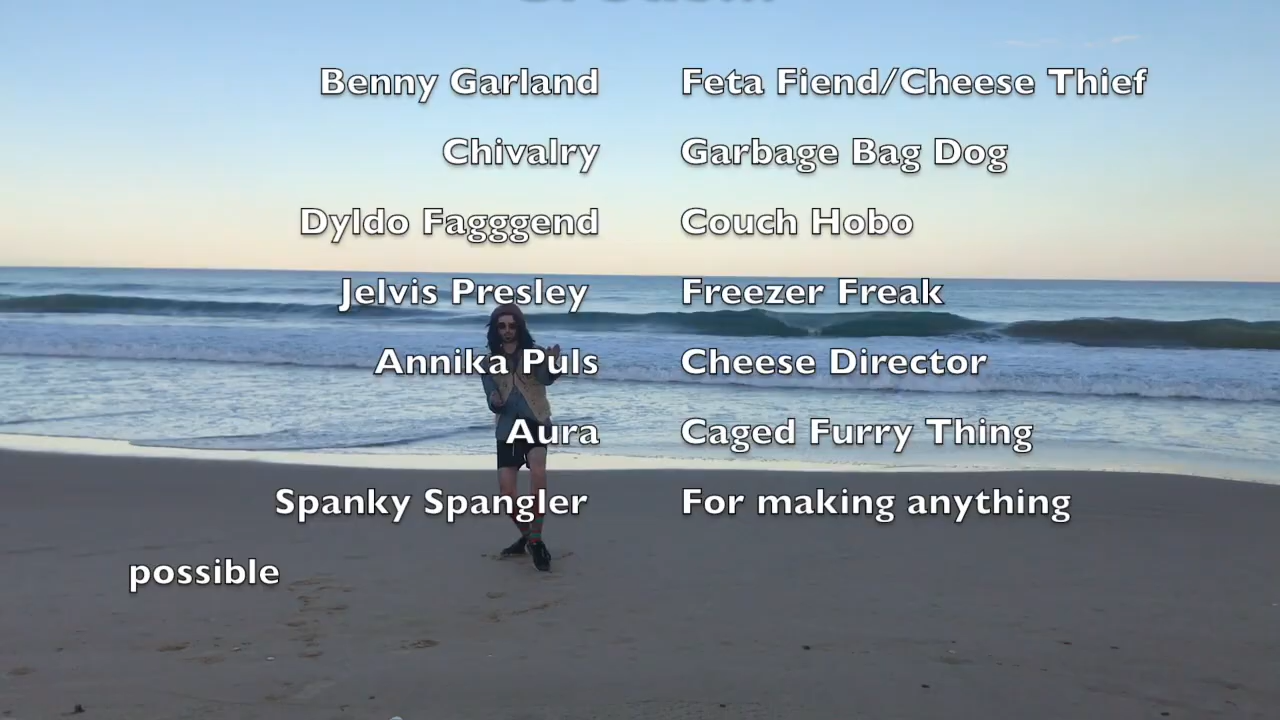 Benny Garland Feta Fiend/Cheese Thief
Chivalry Garbage Bag Dog
Dyldo Fagggend Couch Hobo
Jelvis Presley Freezer Freak
Annika Puls Cheese Director
Aura Caged Furry Thing
Spanky Spangler For making anything
possible